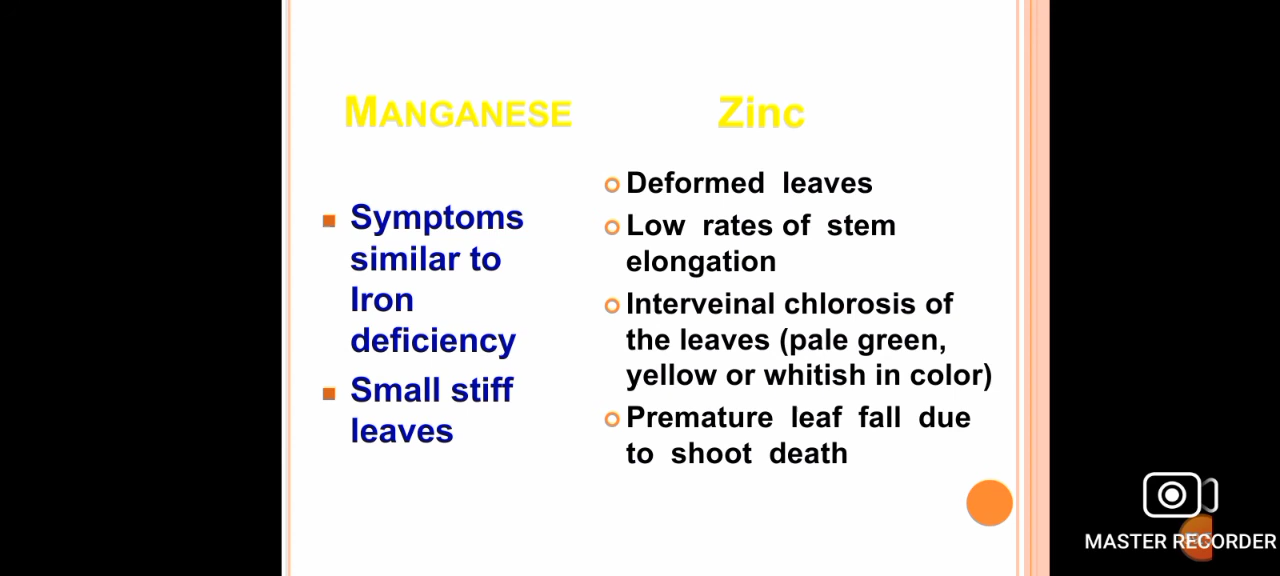 MANGANESE
Symptoms
similar to
Iron
deficiency
Small stiff
leaves
Zinc
Deformed leaves
Low rates of stem
elongation
Interveinal chlorosis of
the leaves (pale green,
yellow or whitish in color)
Premature leaf fall due
to shoot death
MASTER RECORDER